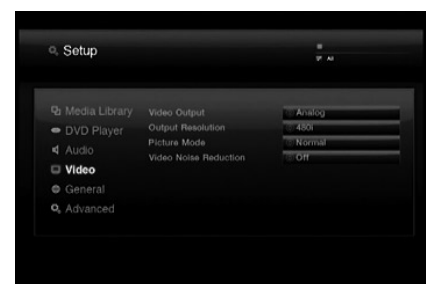 Setup
Media Library
DVD Player
Audio
Video
General
Advanced
Video Output Analog
Output Resolution 480i
Picture Mode Normal
Video Noise Reduction Off